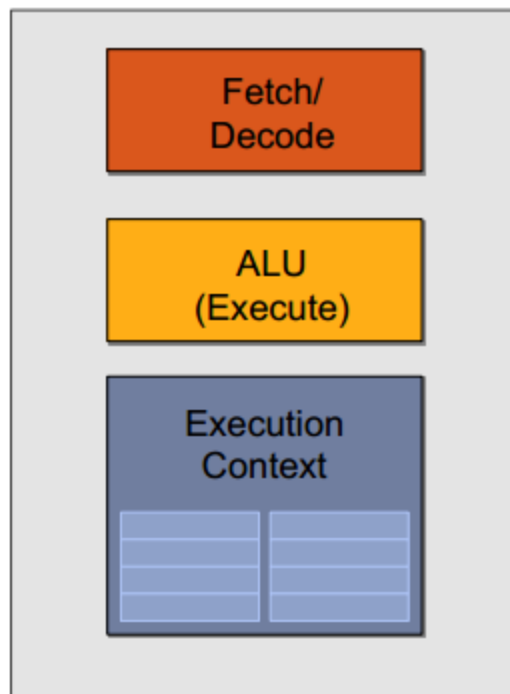 Fetch/
Decode
ALU
(Execute)
Execution
Context